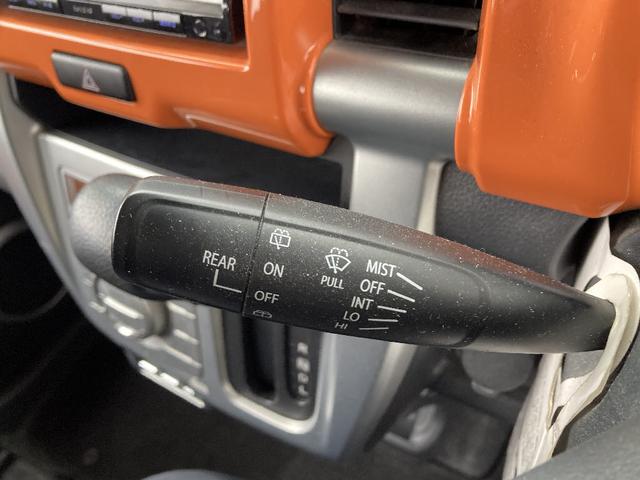 REAR
ON
OFF
PULL
MIST
OFF
INT
LO
HI